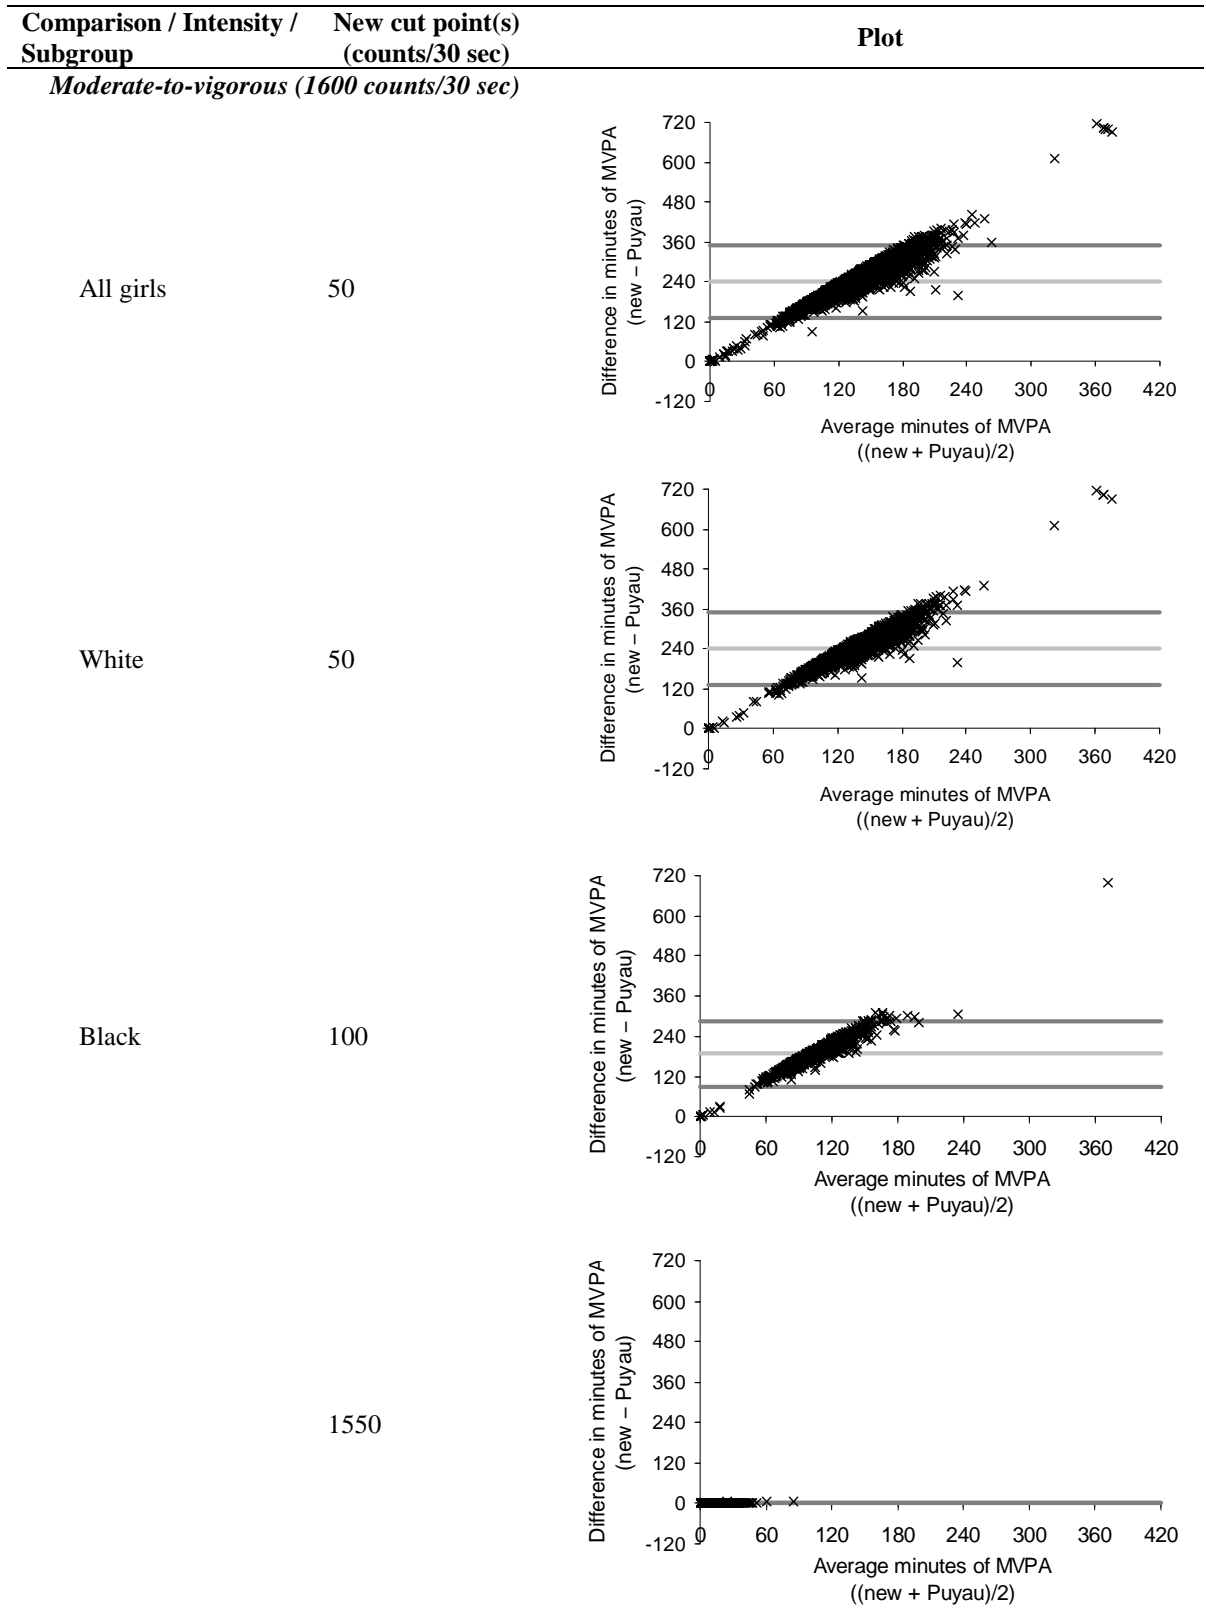 Comparison / Intensity / Subgroup
New cut point(s) (counts/30 sec)
Plot
Moderate-to-vigorous (1600 counts/30 sec)
All girls
50
Difference in minutes of MVPA
(new – Puyau)
720
600
480
360
240
120
0
-120
0 60 120 180 240 300 360 420
Average minutes of MVPA
((new + Puyau)/2)
White
50
Difference in minutes of MVPA
(new – Puyau)
720
600
480
360
240
120
0
-120
0 60 120 180 240 300 360 420
Average minutes of MVPA
((new + Puyau)/2)
Black
100
Difference in minutes of MVPA
(new – Puyau)
720
600
480
360
240
120
0
-120
0 60 120 180 240 300 360 420
Average minutes of MVPA
((new + Puyau)/2)
1550
Difference in minutes of MVPA
(new – Puyau)
720
600
480
360
240
120
0
-120
0 60 120 180 240 300 360 420
Average minutes of MVPA
((new + Puyau)/2)